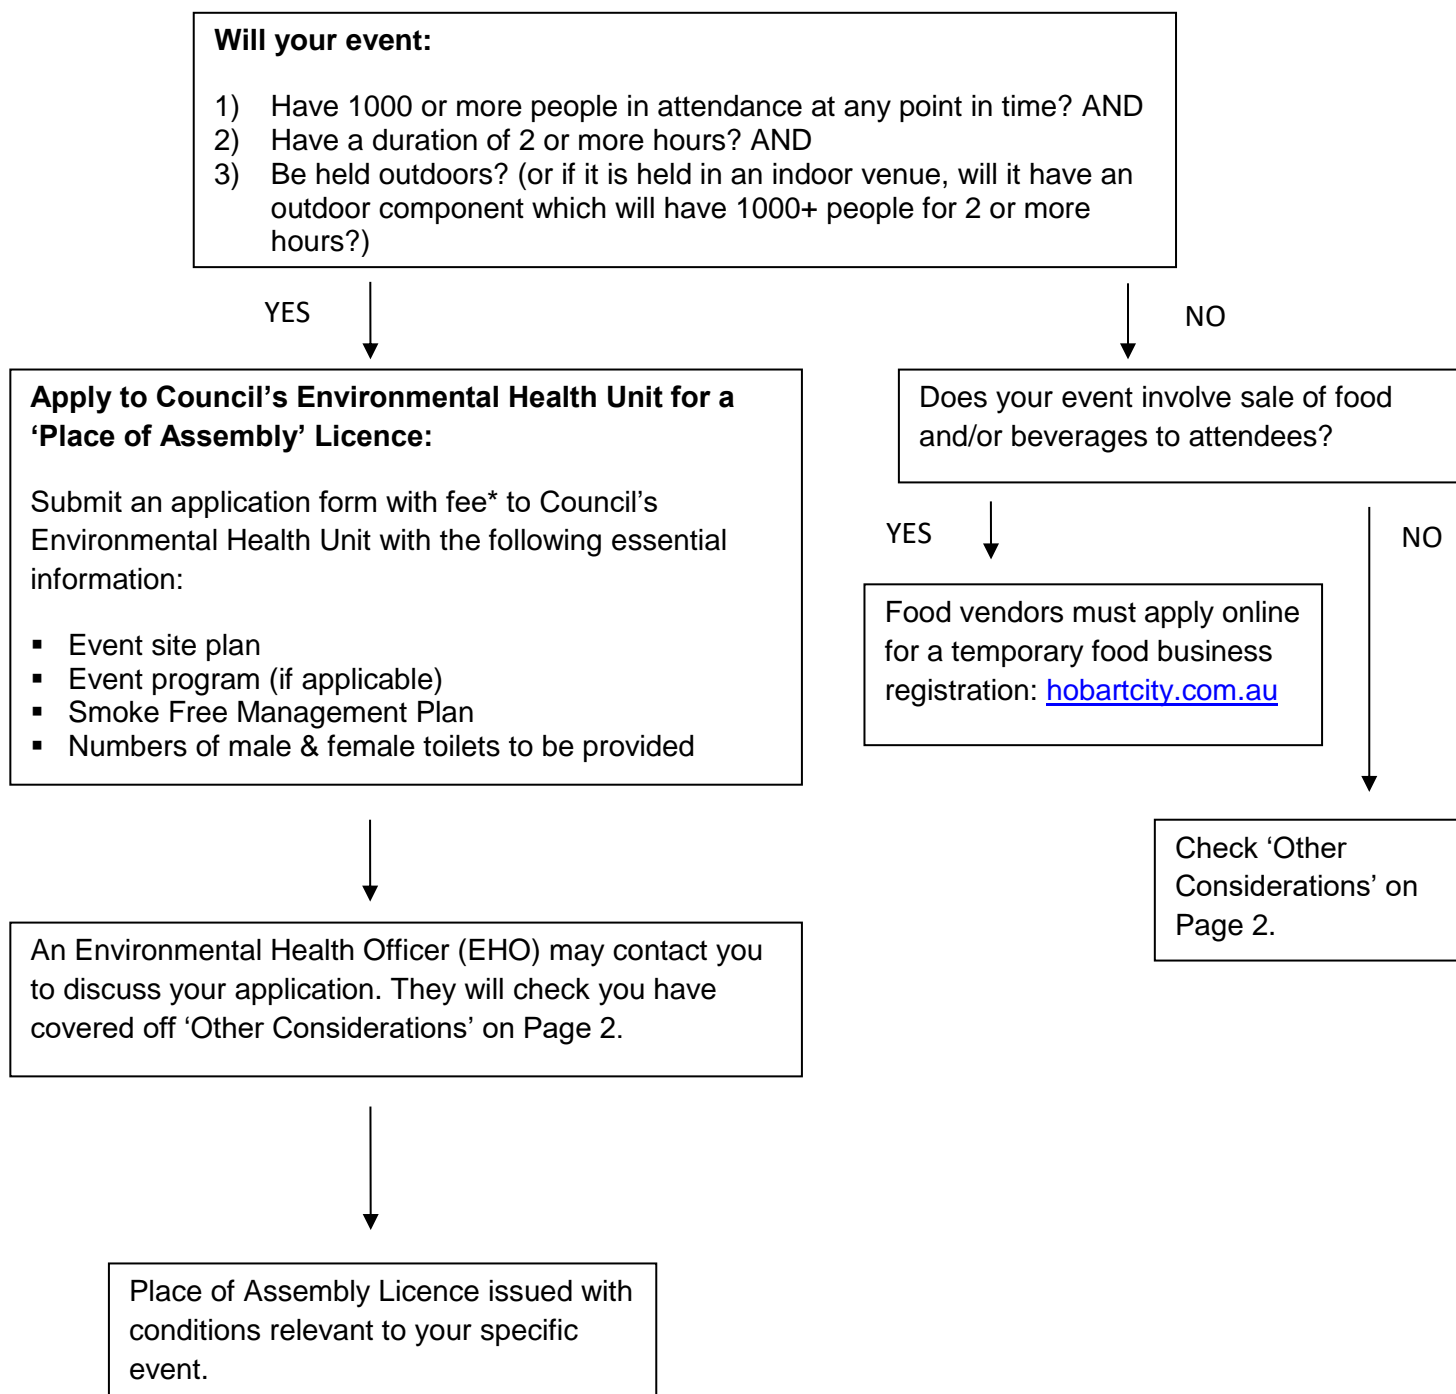 Will your event:
1) Have 1000 or more people in attendance at any point in time? AND
2) Have a duration of 2 or more hours? AND
3) Be held outdoors? (or if it is held in an indoor venue, will it have an
outdoor component which will have 1000+ people for 2 or more
hours?)
YES
NO
Apply to Council’s Environmental Health Unit for a
‘Place of Assembly’ Licence:
Submit an application form with fee* to Council’s
Environmental Health Unit with the following essential
information:
▪ Event site plan
▪ Event program (if applicable)
▪ Smoke Free Management Plan
▪ Numbers of male & female toilets to be provided
Does your event involve sale of food
and/or beverages to attendees?
YES
NO
Food vendors must apply online
for a temporary food business
registration: hobartcity.com.au
Check ‘Other
Considerations’ on
Page 2.
An Environmental Health Officer (EHO) may contact you
to discuss your application. They will check you have
covered off ‘Other Considerations’ on Page 2.
Place of Assembly Licence issued with
conditions relevant to your specific
event.